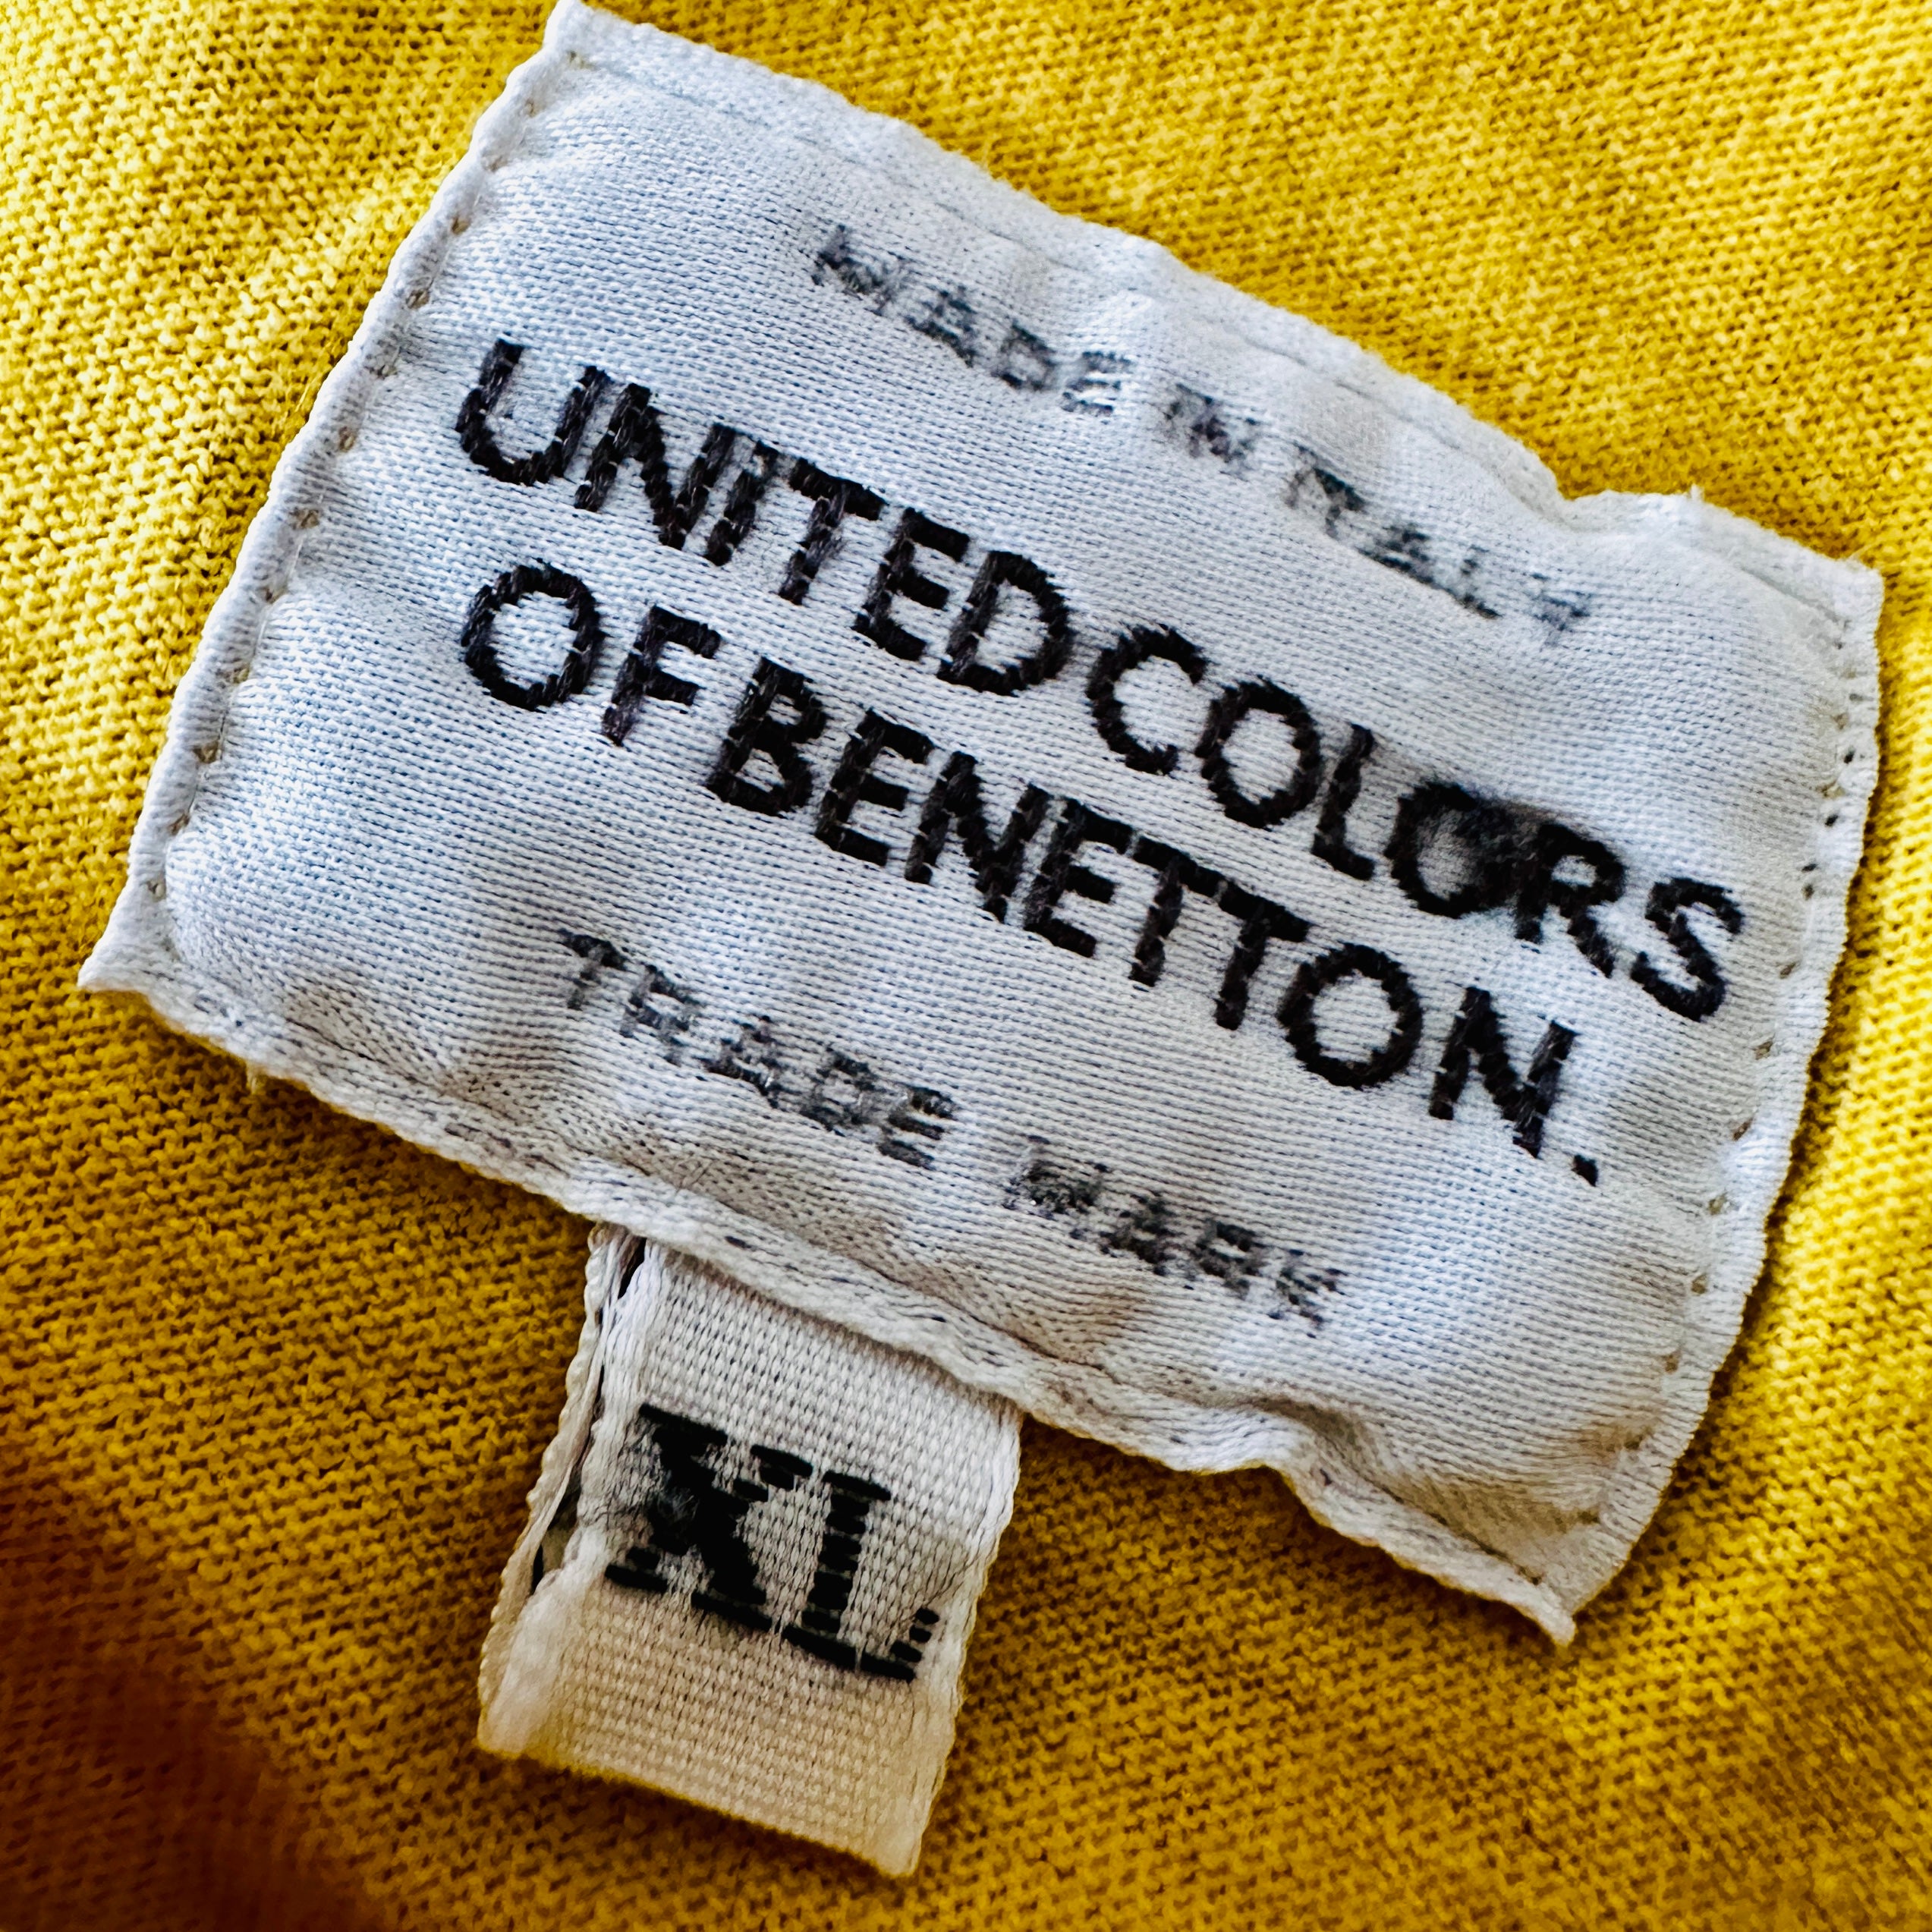 MADE IN ITALY
UNITED COLORS
OF BENETTON.
TRADE MARK
XL